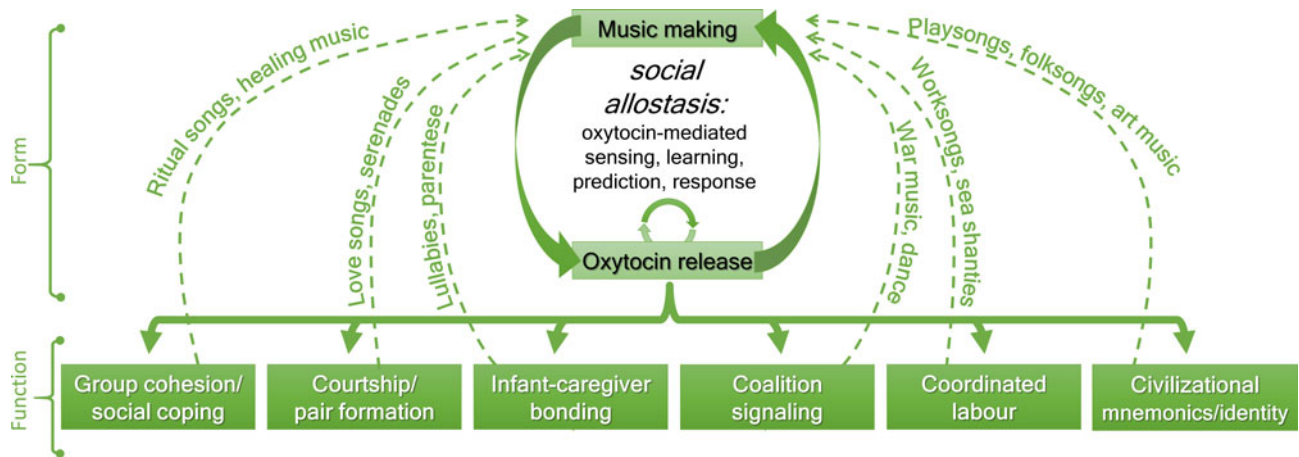 Music making
social
allostasis:
oxytocin-mediated
sensing, learning,
prediction, response
Oxytocin release
Form
Ritual songs, healing music
Love songs, serenades
Lullabies, parentese
War music, dance
Worksongs, sea shanties
Playsongs, folksongs, art music
Function
Group cohesion/
social coping
Courtship/
pair formation
Infant-caregiver
bonding
Coalition
signaling
Coordinated
labour
Civilizational
mnemonics/identity